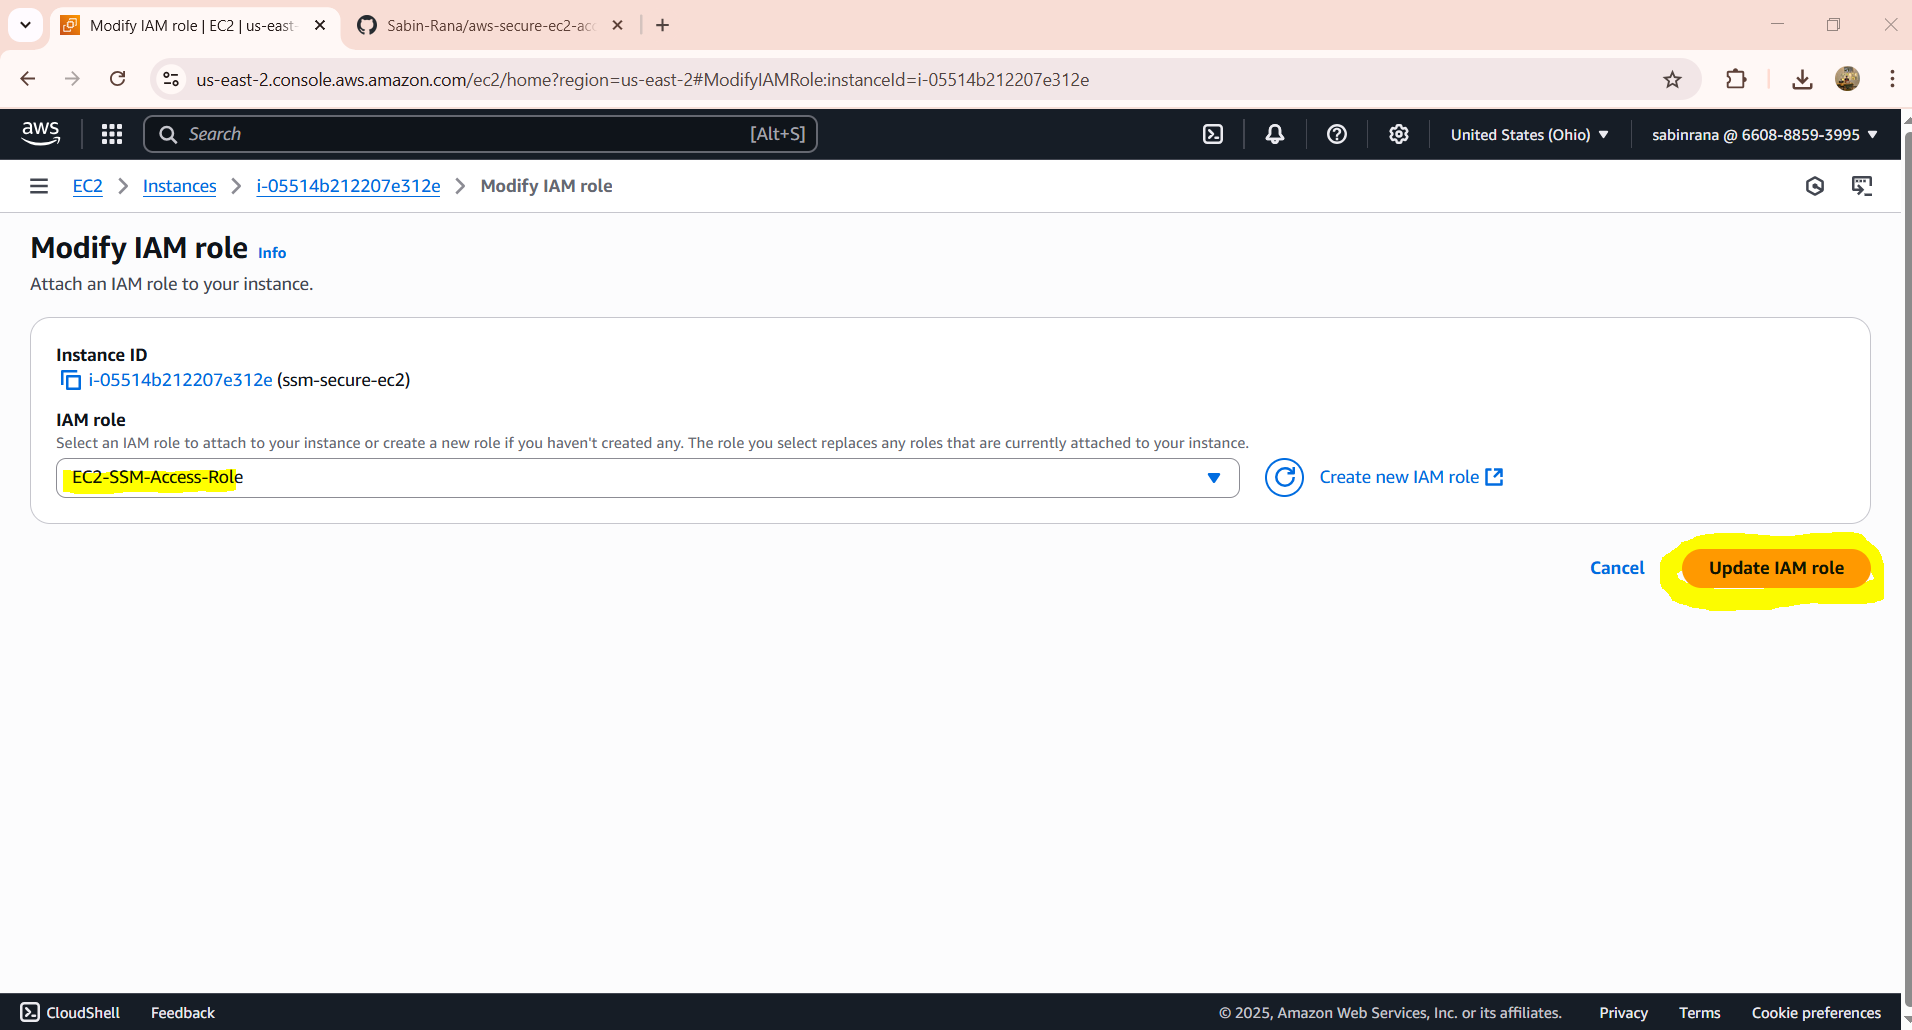 Modify IAM role | EC2 | us-east-
Sabin-Rana/aws-secure-ec2-acc
us-east-2.console.aws.amazon.com/ec2/home?region=us-east-2#ModifyIAMRole:instanceId=i-05514b212207e312e
aws
Search
[Alt+S]
United States (Ohio)
sabinrana @ 6608-8859-3995
EC2
Instances
i-05514b212207e312e
Modify IAM role
Modify IAM role Info
Attach an IAM role to your instance.
Instance ID
i-05514b212207e312e (ssm-secure-ec2)
IAM role
Select an IAM role to attach to your instance or create a new role if you haven't created any. The role you select replaces any roles that are currently attached to your instance.
EC2-SSM-Access-Role
Create new IAM role
Cancel
Update IAM role
CloudShell
Feedback
© 2025, Amazon Web Services, Inc. or its affiliates.
Privacy
Terms
Cookie preferences